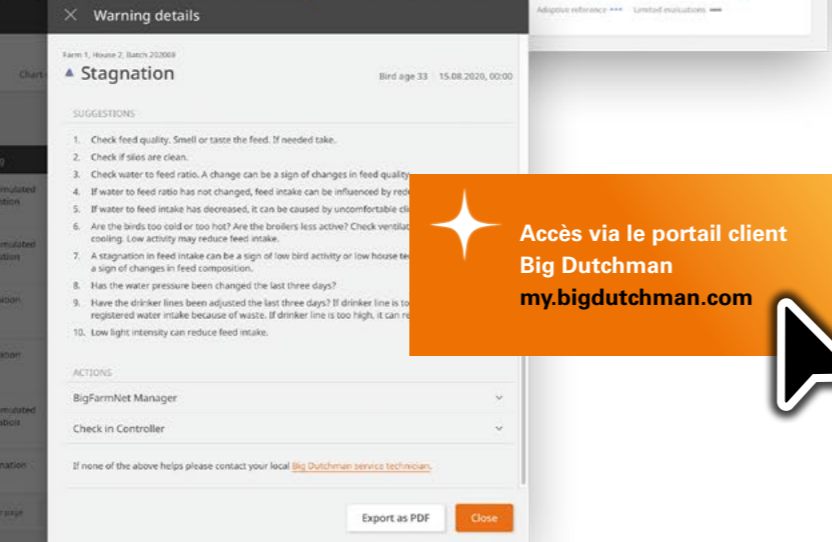 Warning details
Adaptive reference
Limited evaluations
Farm 1, House 2, Batch 202008
Stagnation
Bird age 33
15.08.2020, 00:00
Chart
SUGGESTIONS
1. Check feed quality. Smell or taste the feed. If needed take.
2. Check if silos are clean.
3. Check water to feed ratio. A change can be a sign of changes in feed quality.
4. If water to feed ratio has not changed, feed intake can be influenced by
5. If water to feed intake has decreased, it can be caused by uncomfortable
6. Are the birds too cold or too hot? Are the broilers less active? Check
cooling. Low activity may reduce feed intake.
7. A stagnation in feed intake can be a sign of low bird activity or low house
a sign of changes in feed composition.
8. Has the water pressure been changed the last three days?
9. Have the drinker lines been adjusted the last three days? If drinker line is
registered water intake because of waste. If drinker line is too high, it can
10. Low light intensity can reduce feed intake.
Accès via le portail client
Big Dutchman
my.bigdutchman.com
ACTIONS
BigFarmNet Manager
Check in Controller
If none of the above helps please contact your local Big Dutchman service technician.
Export as PDF
Close